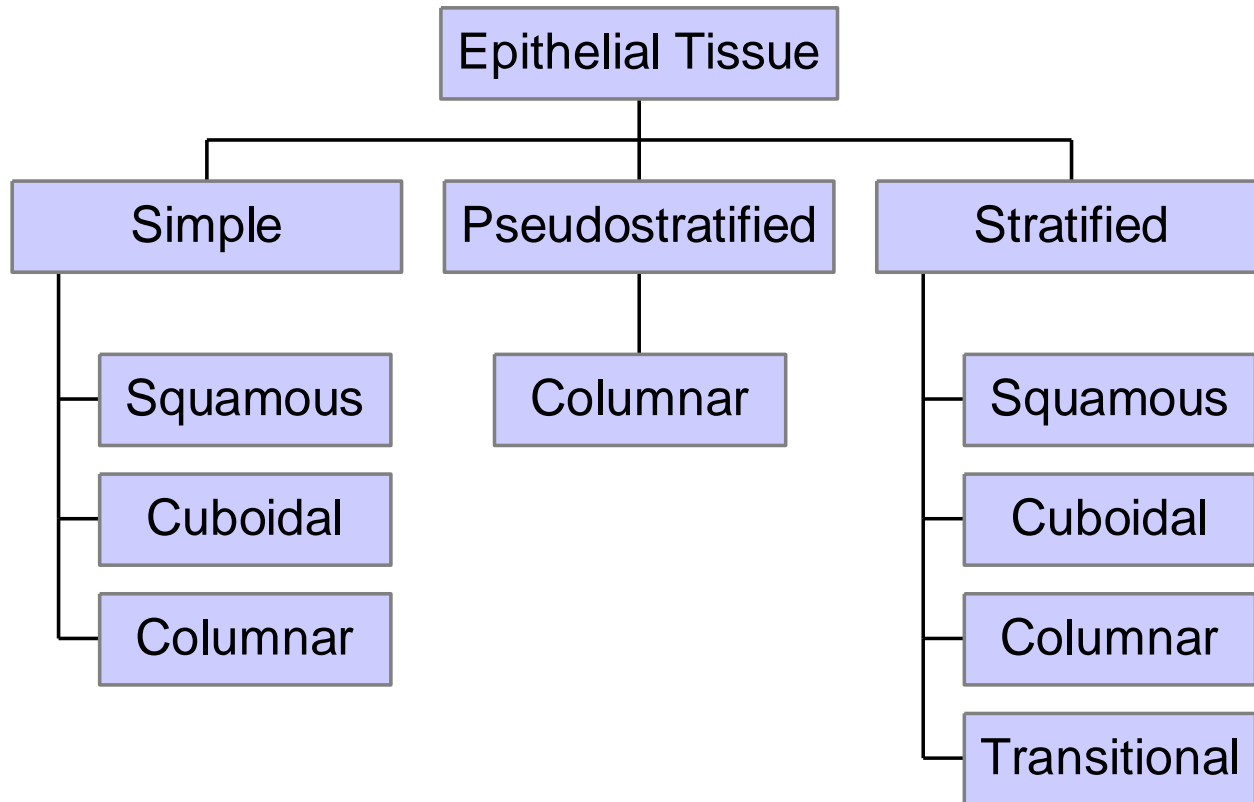 Epithelial Tissue
Simple
Pseudostratified
Stratified
Squamous
Cuboidal
Columnar
Columnar
Squamous
Cuboidal
Columnar
Transitional